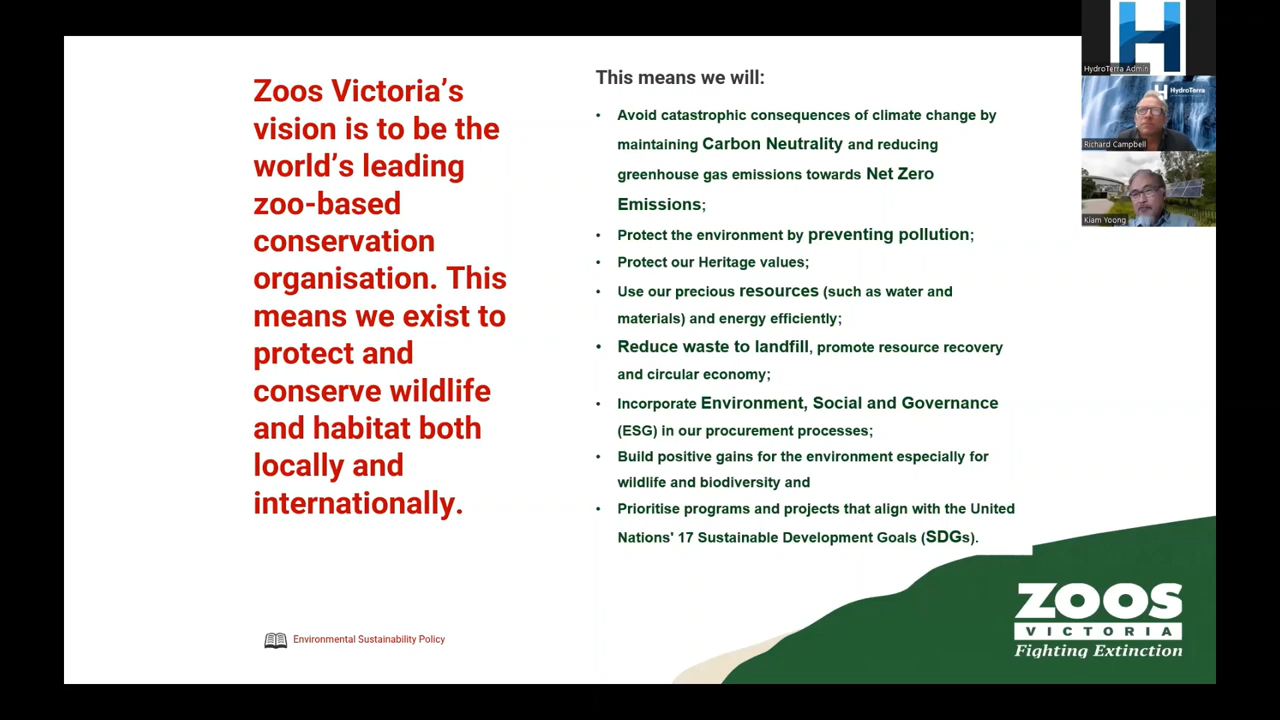 Zoos Victoria's
vision is to be the
world's leading
zoo-based
conservation
organisation. This
means we exist to
protect and
conserve wildlife
and habitat both
locally and
internationally.
Environmental Sustainability Policy
This means we will:
• Avoid catastrophic consequences of climate change by
maintaining Carbon Neutrality and reducing
greenhouse gas emissions towards Net Zero
Emissions;
• Protect the environment by preventing pollution;
• Protect our Heritage values;
• Use our precious resources (such as water and
materials) and energy efficiently;
• Reduce waste to landfill, promote resource recovery
and circular economy;
• Incorporate Environment, Social and Governance
(ESG) in our procurement processes;
• Build positive gains for the environment especially for
wildlife and biodiversity and
• Prioritise programs and projects that align with the United
Nations' 17 Sustainable Development Goals (SDGs).
H
HydroTerra Admin
HydroTerra
Richard Campbell
Kiam Yoong
ZOOS
VICTORIA
Fighting Extinction